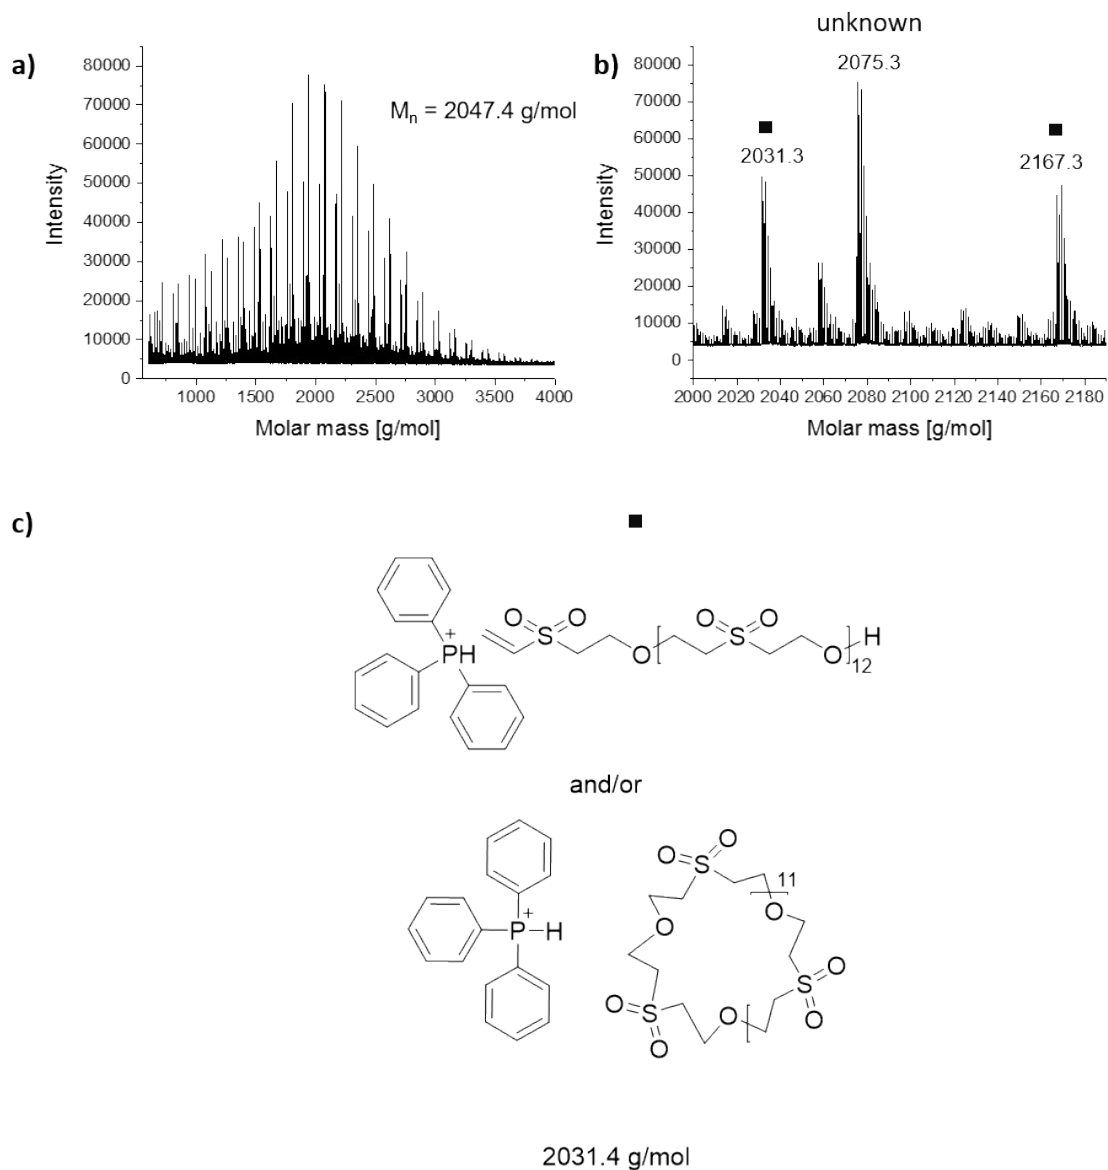 unknown
a)
80000
70000
60000
50000
40000
30000
20000
10000
0
Intensity
Mn = 2047.4 g/mol
1000 1500 2000 2500 3000 3500 4000
Molar mass [g/mol]
b)
80000
70000
60000
50000
40000
30000
20000
10000
0
Intensity
2075.3
2031.3
2167.3
2000 2020 2040 2060 2080 2100 2120 2140 2160 2180
Molar mass [g/mol]
c)
PH
+
O O
S
O
O O
S
O
H
12
and/or
P
+
H
O
O
S
11
O
O
S
O
O
O
S
O
O
O
2031.4 g/mol